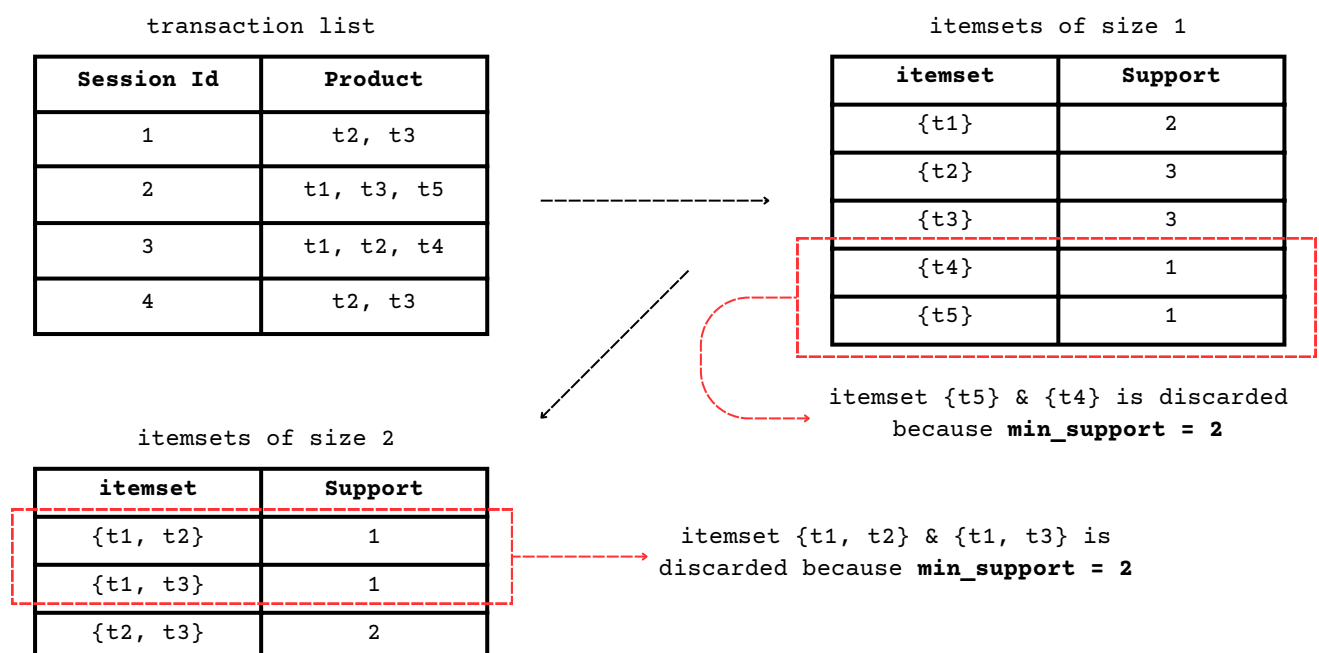 transaction list
Session Id Product
1 t2, t3
2 t1, t3, t5
3 t1, t2, t4
4 t2, t3
itemsets of size 1
itemset Support
{t1} 2
{t2} 3
{t3} 3
{t4} 1
{t5} 1
itemset {t5} & {t4} is discarded
because min_support = 2
itemsets of size 2
itemset Support
{t1, t2} 1
{t1, t3} 1
{t2, t3} 2
itemset {t1, t2} & {t1, t3} is
discarded because min_support = 2